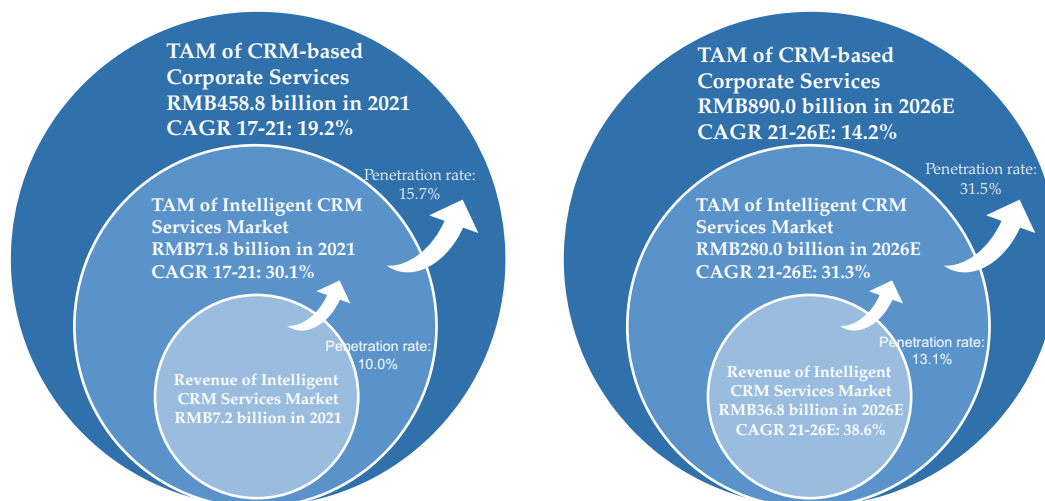 TAM of CRM-based
Corporate Services
RMB458.8 billion in 2021
CAGR 17-21: 19.2%
Penetration rate:
15.7%
TAM of Intelligent CRM
Services Market
RMB71.8 billion in 2021
CAGR 17-21: 30.1%
Penetration rate:
10.0%
Revenue of Intelligent
CRM Services Market
RMB7.2 billion in 2021
TAM of CRM-based
Corporate Services
RMB890.0 billion in 2026E
CAGR 21-26E: 14.2%
Penetration rate:
31.5%
TAM of Intelligent CRM
Services Market
RMB280.0 billion in 2026E
CAGR 21-26E: 31.3%
Penetration rate:
13.1%
Revenue of Intelligent
CRM Services Market
RMB36.8 billion in 2026E
CAGR 21-26E: 38.6%